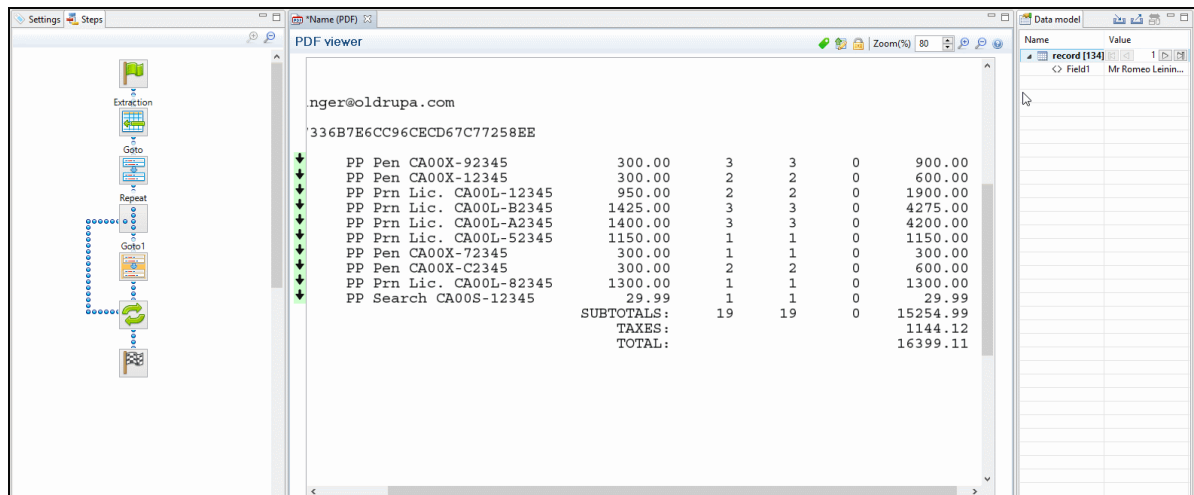 Settings Steps
Extraction
Goto
Repeat
Goto1
*Name (PDF)
PDF viewer
Zoom(%) 80
nger@oldrupa.com
336B7E6CC96CECD67C77258EE
PP Pen CA00X-92345 300.00 3 3 0 900.00
PP Pen CA00X-12345 300.00 2 2 0 600.00
PP Prn Lic. CA00L-12345 950.00 2 2 0 1900.00
PP Prn Lic. CA00L-B2345 1425.00 3 3 0 4275.00
PP Prn Lic. CA00L-A2345 1400.00 3 3 0 4200.00
PP Prn Lic. CA00L-52345 1150.00 1 1 0 1150.00
PP Pen CA00X-72345 300.00 1 1 0 300.00
PP Pen CA00X-C2345 300.00 2 2 0 600.00
PP Prn Lic. CA00L-82345 1300.00 1 1 0 1300.00
PP Search CA00S-12345 29.99 1 1 0 29.99
SUBTOTALS: 19 19 0 15254.99
TAXES: 1144.12
TOTAL: 16399.11
Data model
Name Value
record [134] 1
Field1 Mr Romeo Leinin...